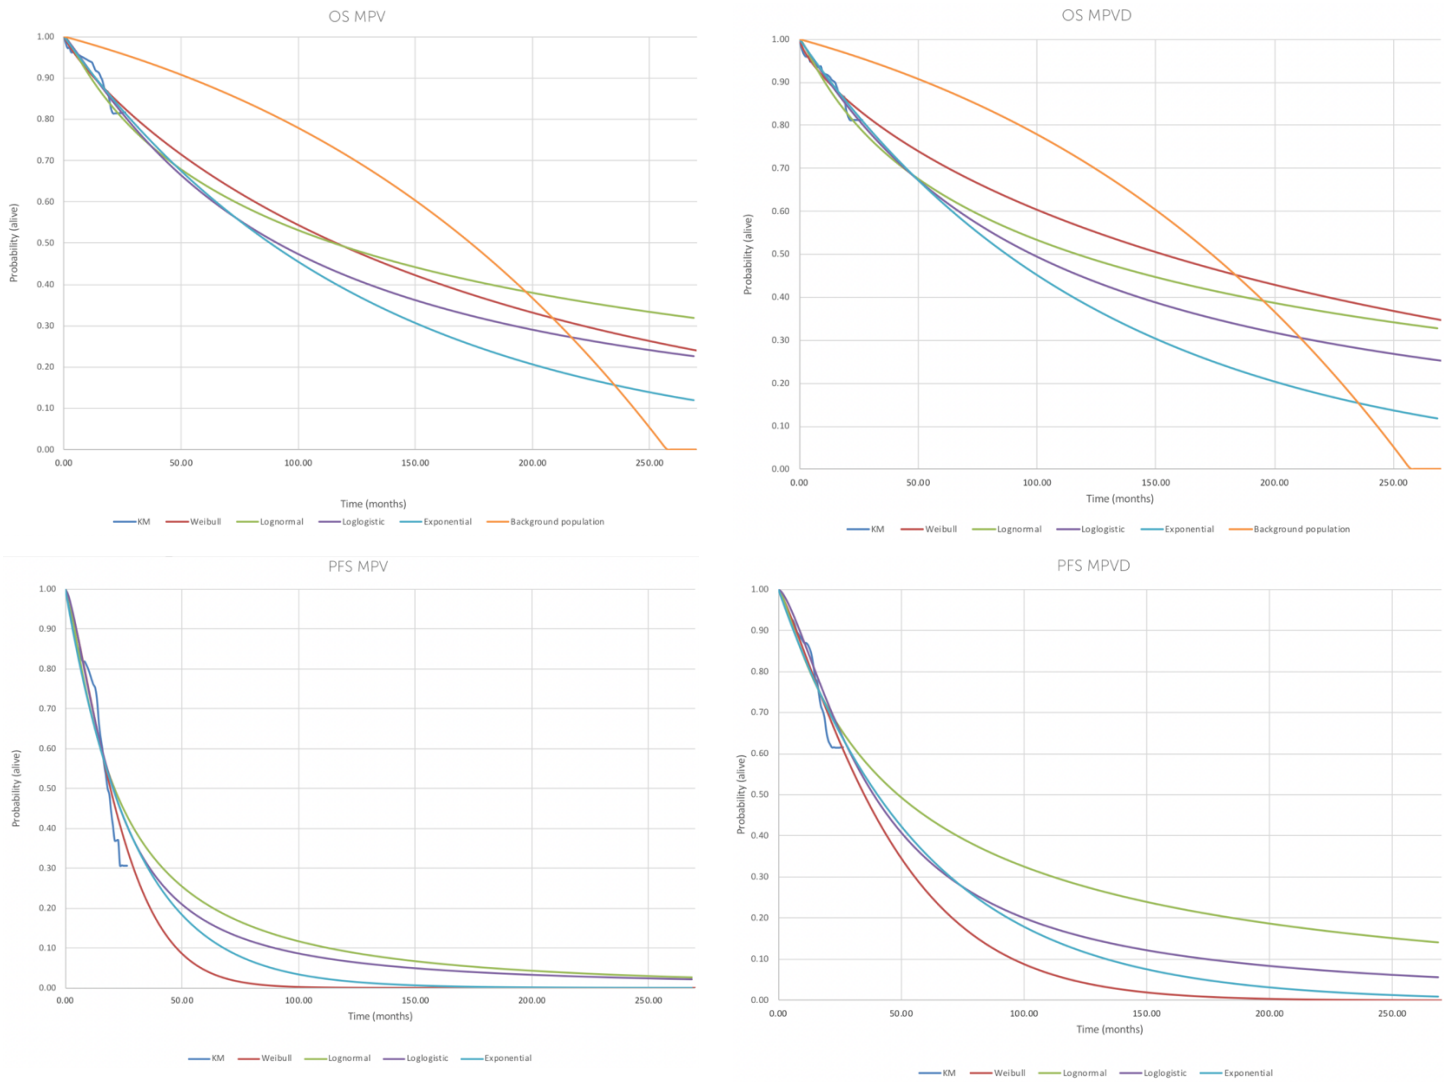 OS MPV
1.00
0.90
0.80
0.70
0.60
0.50
0.40
0.30
0.20
0.10
0.00
Probability (alive)
0.00 50.00 100.00 150.00 200.00 250.00
Time (months)
KM Weibull Lognormal Loglogistic Exponential Background population
OS MPVD
1.00
0.90
0.80
0.70
0.60
0.50
0.40
0.30
0.20
0.10
0.00
Probability (alive)
0.00 50.00 100.00 150.00 200.00 250.00
Time (months)
KM Weibull Lognormal Loglogistic Exponential Background population
PFS MPV
1.00
0.90
0.80
0.70
0.60
0.50
0.40
0.30
0.20
0.10
0.00
Probability (alive)
0.00 50.00 100.00 150.00 200.00 250.00
Time (months)
KM Weibull Lognormal Loglogistic Exponential
PFS MPVD
1.00
0.90
0.80
0.70
0.60
0.50
0.40
0.30
0.20
0.10
0.00
Probability (alive)
0.00 50.00 100.00 150.00 200.00 250.00
Time (months)
KM Weibull Lognormal Loglogistic Exponential